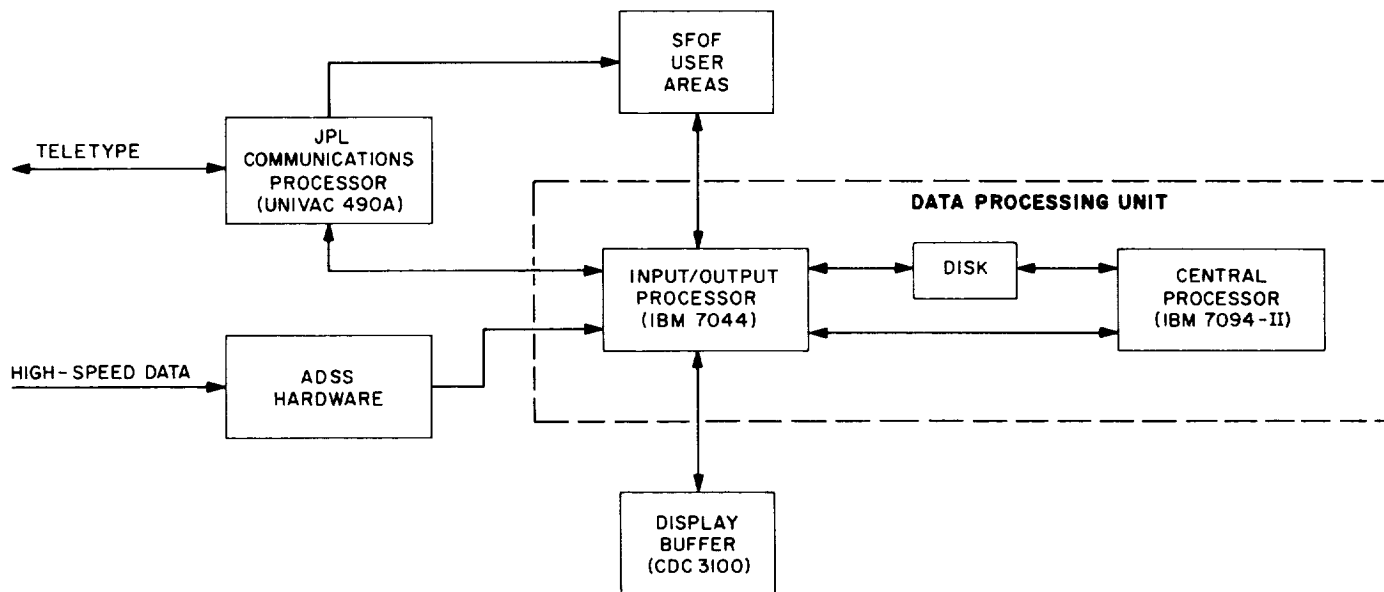 SFOF
USER
AREAS
TELETYPE
JPL
COMMUNICATIONS
PROCESSOR
(UNIVAC 490A)
DATA PROCESSING UNIT
INPUT/OUTPUT
PROCESSOR
(IBM 7044)
DISK
CENTRAL
PROCESSOR
(IBM 7094-II)
HIGH-SPEED DATA
ADSS
HARDWARE
DISPLAY
BUFFER
(CDC 3100)